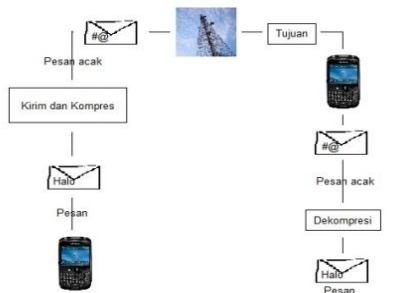 #@
Pesan acak
Kirim dan Kompres
Halo
Pesan
Tujuan
#@
Pesan acak
Dekompresi
Halo
Pesan